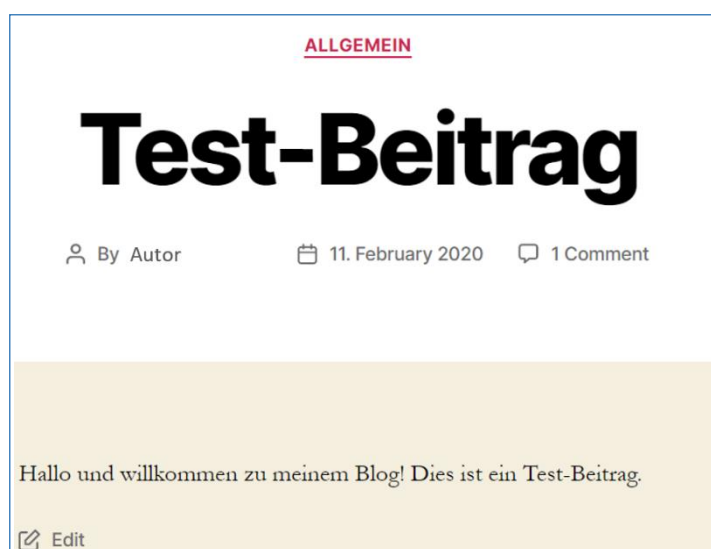 ALLGEMEIN
Test-Beitrag
By Autor 11. February 2020 1 Comment
Hallo und willkommen zu meinem Blog! Dies ist ein Test-Beitrag.
Edit